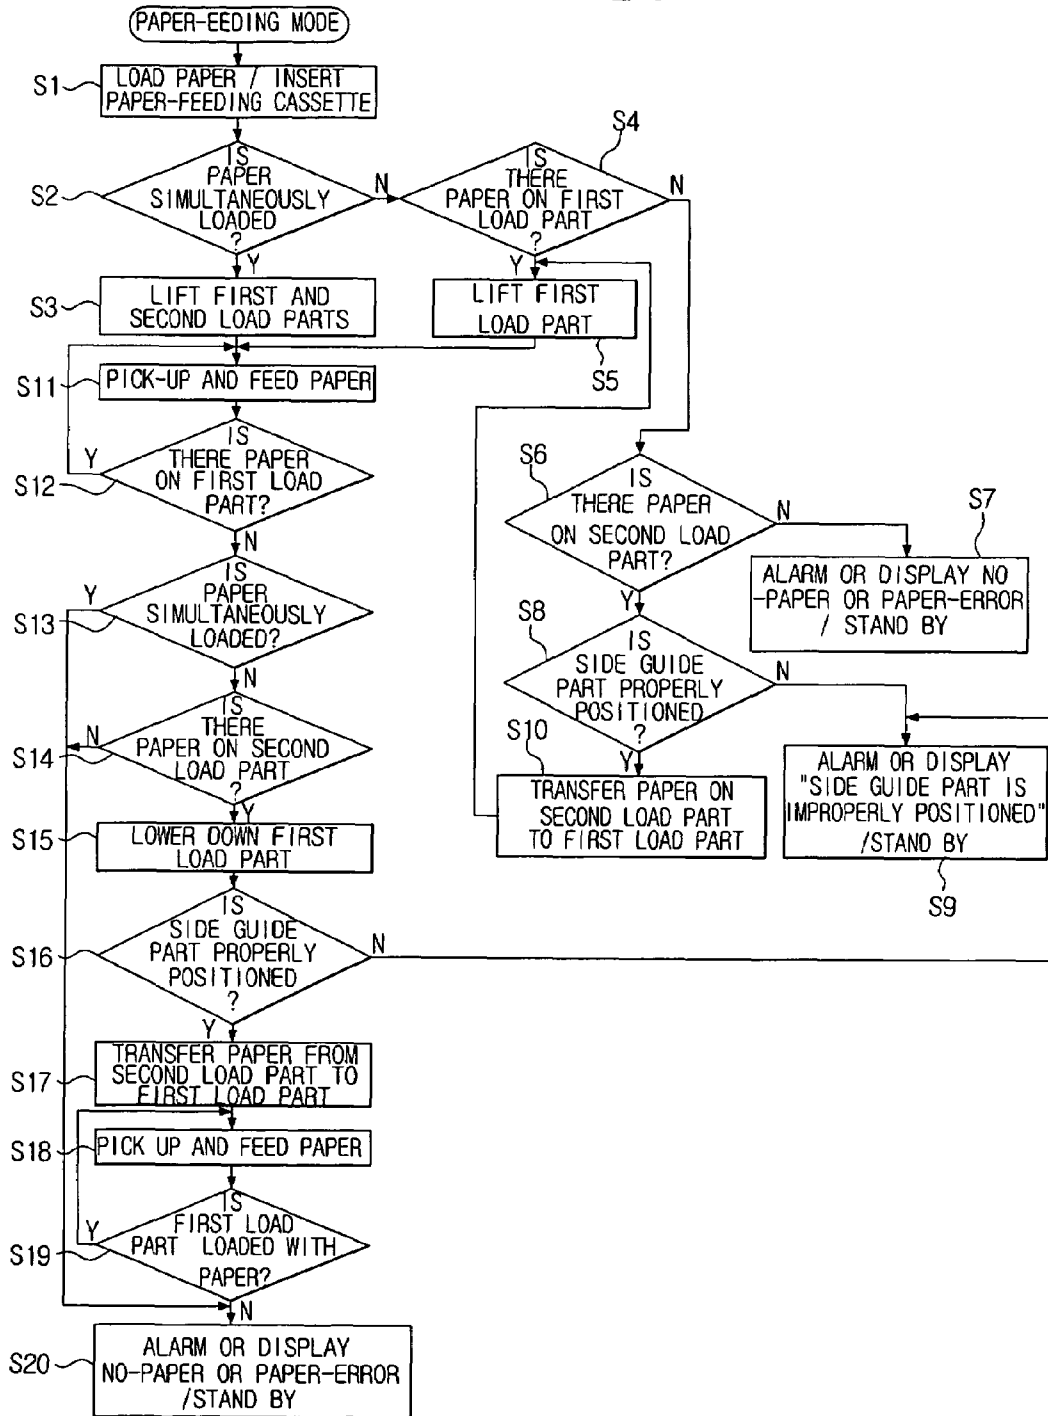 PAPER-EEDING MODE
S1
LOAD PAPER / INSERT
PAPER-FEEDING CASSETTE
S2
IS
PAPER
SIMULTANEOUSLY
LOADED
?
N
Y
S4
IS
THERE
PAPER ON FIRST
LOAD PART
?
N
Y
S3
LIFT FIRST AND
SECOND LOAD PARTS
LIFT FIRST
LOAD PART
S5
S11
PICK-UP AND FEED PAPER
S12
IS
THERE PAPER
ON FIRST LOAD
PART?
Y
N
S6
IS
THERE PAPER
ON SECOND LOAD
PART?
N
Y
S7
ALARM OR DISPLAY NO
-PAPER OR PAPER-ERROR
/ STAND BY
S13
IS
PAPER
SIMULTANEOUSLY
LOADED?
Y
N
S8
IS
SIDE GUIDE
PART PROPERLY
POSITIONED
?
N
Y
S14
IS
THERE
PAPER ON SECOND
LOAD PART
?
N
Y
S10
TRANSFER PAPER ON
SECOND LOAD PART
TO FIRST LOAD PART
ALARM OR DISPLAY
"SIDE GUIDE PART IS
IMPROPERLY POSITIONED"
/STAND BY
S9
S15
LOWER DOWN FIRST
LOAD PART
S16
IS
SIDE GUIDE
PART PROPERLY
POSITIONED
?
N
Y
S17
TRANSFER PAPER FROM
SECOND LOAD PART TO
FIRST LOAD PART
S18
PICK UP AND FEED PAPER
S19
IS
FIRST LOAD
PART LOADED WITH
PAPER?
Y
N
S20
ALARM OR DISPLAY
NO-PAPER OR PAPER-ERROR
/STAND BY